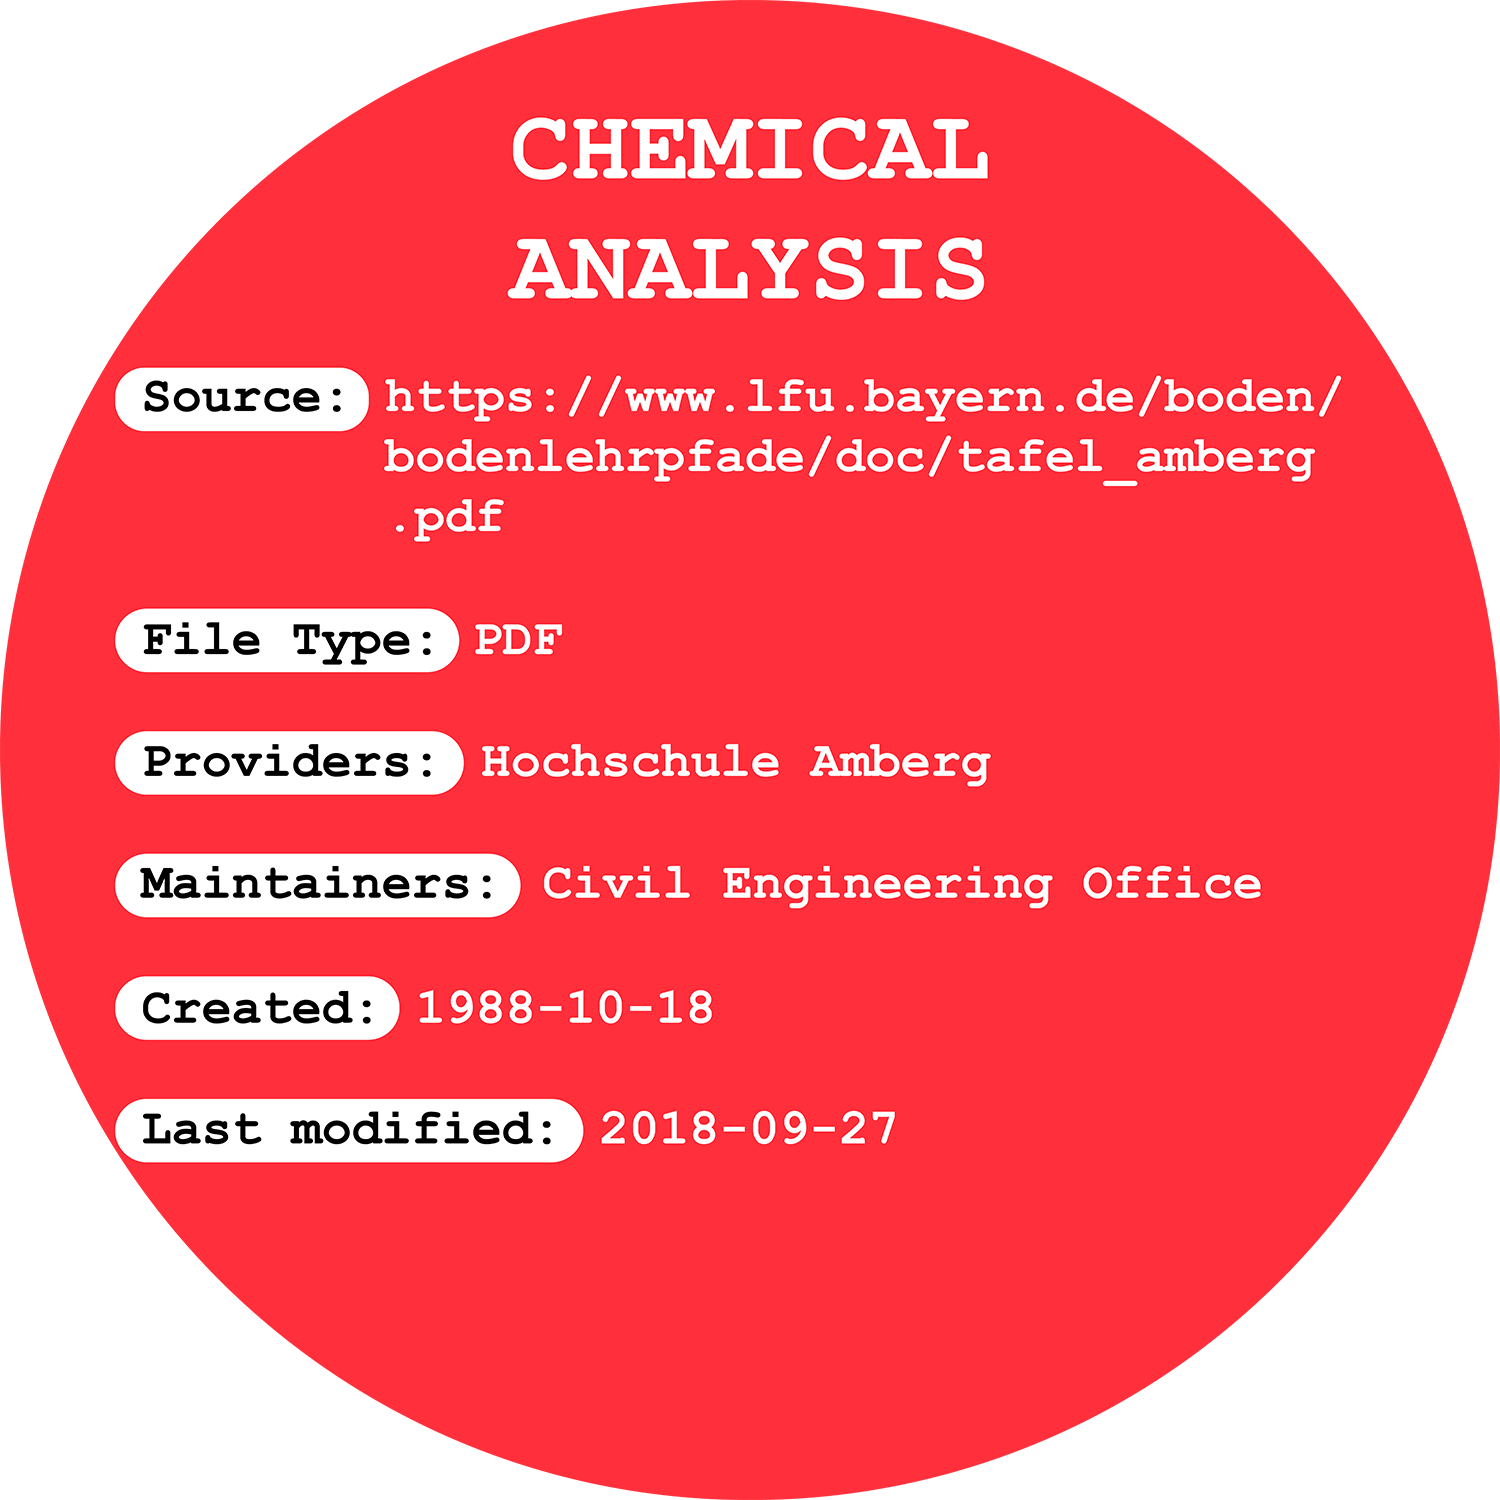 CHEMICAL
ANALYSIS
Source: https://www.lfu.bayern.de/boden/
bodenlehrpfade/doc/tafel_amberg
.pdf
File Type: PDF
Providers: Hochschule Amberg
Maintainers: Civil Engineering Office
Created: 1988-10-18
Last modified: 2018-09-27